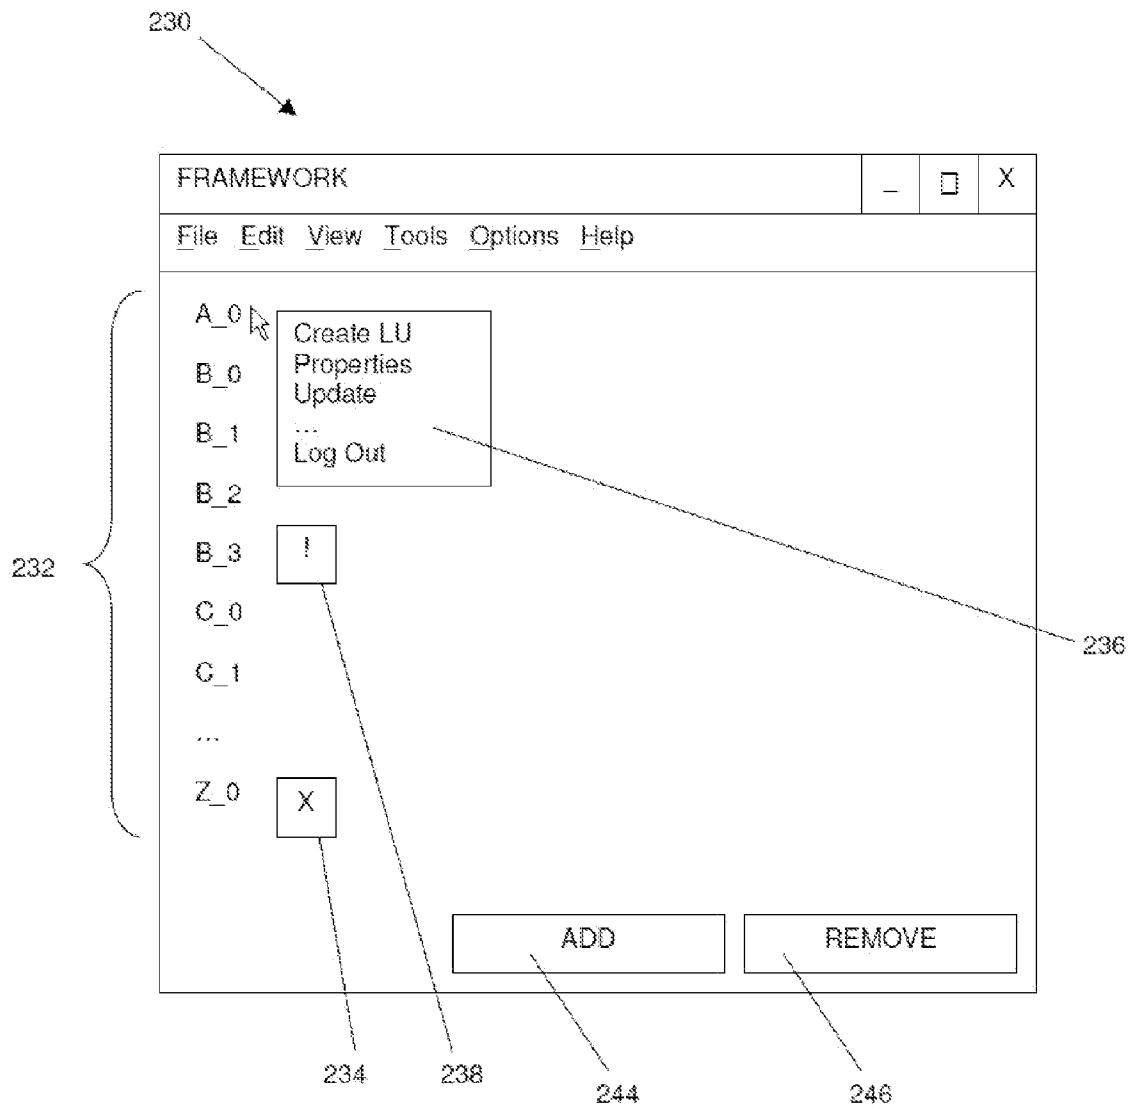 230
FRAMEWORK _ □ X
File Edit View Tools Options Help
A_0
Create LU
Properties
B_0
Update
...
B_1
Log Out
B_2
B_3 !
232
C_0
236
C_1
...
Z_0 X
ADD REMOVE
234 238 244 246